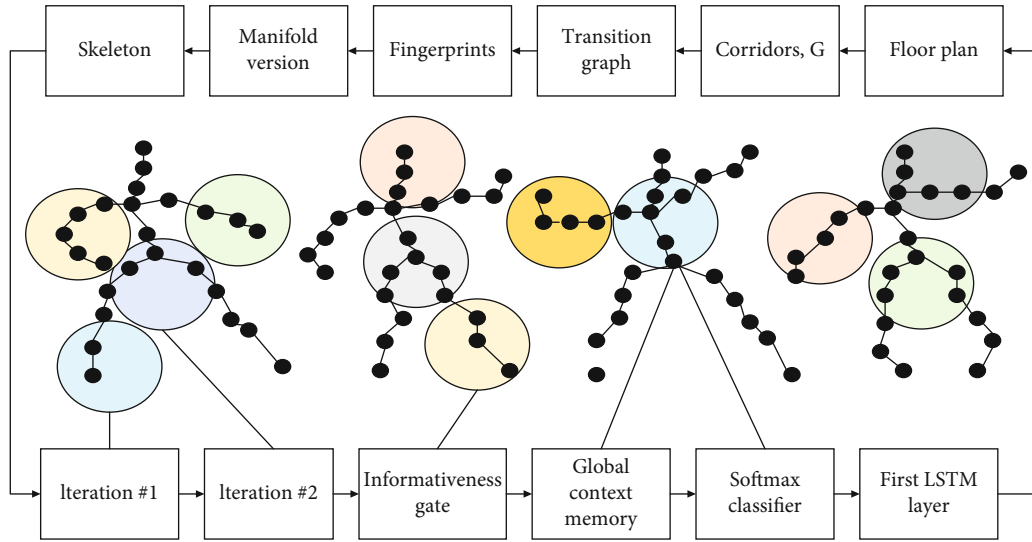 Skeleton
Manifold
version
Fingerprints
Transition
graph
Corridors, G
Floor plan
lteration #1
lteration #2
Informativeness
gate
Global
context
memory
Softmax
classifier
First LSTM
layer